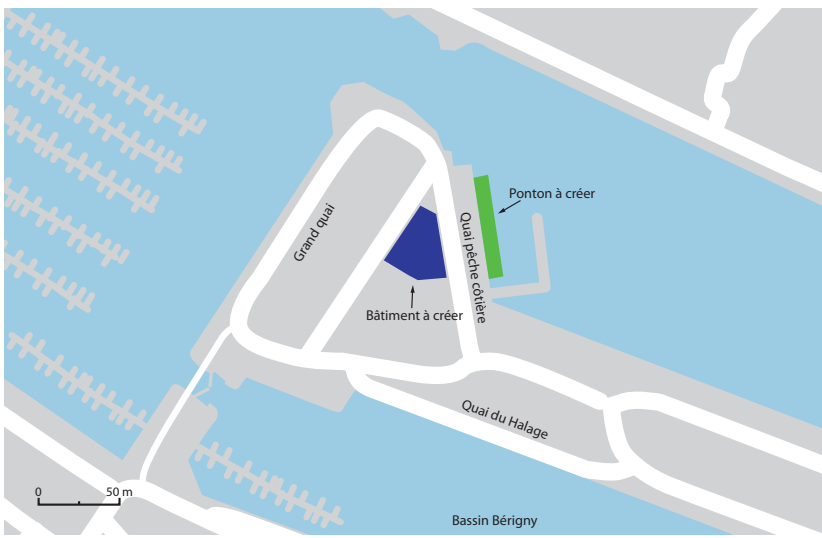 Ponton à créer
Grand quai
Quai pêche côtière
Bâtiment à créer
Quai du Halage
0 50 m
Bassin Bérigny